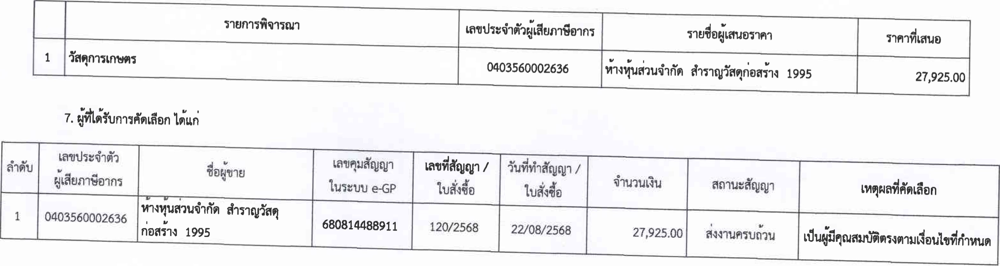 รายการพิจารณา เลขประจำตัวผู้เสียภาษีอากร รายชื่อผู้เสนอราคา ราคาที่เสนอ
1 วัสดุการเกษตร 0403560002636 ห้างหุ้นส่วนจำกัด สำราญวัสดุก่อสร้าง 1995 27,925.00
7. ผู้ที่ได้รับการคัดเลือก ได้แก่
ลำดับ เลขประจำตัว ชื่อผู้ขาย เลขคุมสัญญา เลขที่สัญญา / วันที่ทำสัญญา / จำนวนเงิน สถานะสัญญา เหตุผลที่คัดเลือก
ผู้เสียภาษีอากร ในระบบ e-GP ใบสั่งซื้อ ใบสั่งซื้อ
1 0403560002636 ห้างหุ้นส่วนจำกัด สำราญวัสดุ 680814488911 120/2568 22/08/2568 27,925.00 ส่งงานครบถ้วน เป็นผู้มีคุณสมบัติตรงตามเงื่อนไขที่กำหนด
ก่อสร้าง 1995